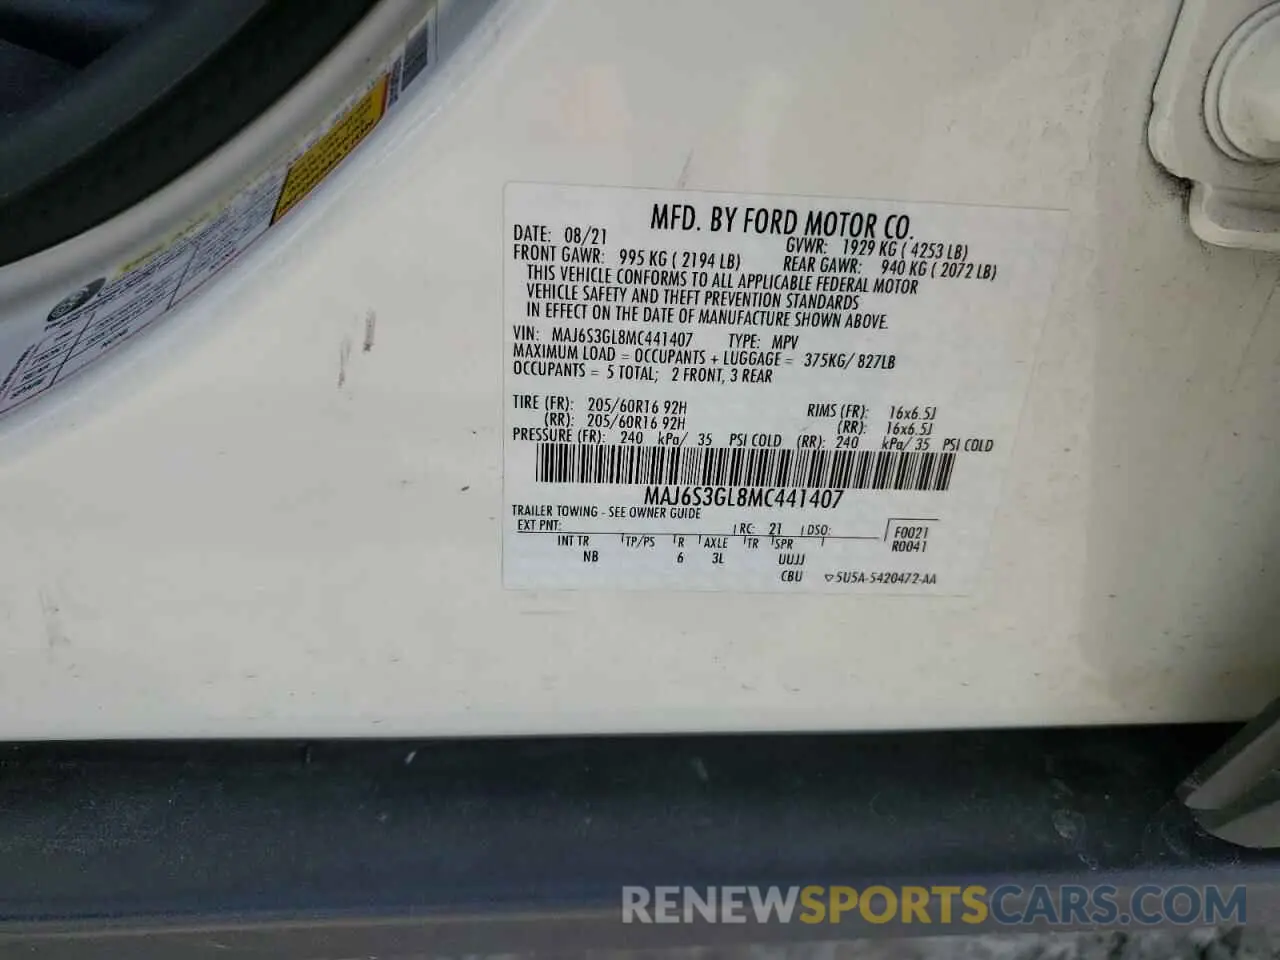 MFD. BY FORD MOTOR CO.
DATE: 08/21 GVWR: 1929 KG ( 4253 LB)
FRONT GAWR: 995 KG ( 2194 LB) REAR GAWR: 940 KG ( 2072 LB)
THIS VEHICLE CONFORMS TO ALL APPLICABLE FEDERAL MOTOR
VEHICLE SAFETY AND THEFT PREVENTION STANDARDS
IN EFFECT ON THE DATE OF MANUFACTURE SHOWN ABOVE.
VIN: MAJ6S3GL8MC441407 TYPE: MPV
MAXIMUM LOAD = OCCUPANTS + LUGGAGE = 375KG/ 827LB
OCCUPANTS = 5 TOTAL; 2 FRONT, 3 REAR
TIRE (FR): 205/60R16 92H RIMS (FR): 16x6.5J
(RR): 205/60R16 92H (RR): 16x6.5J
PRESSURE (FR): 240 kPa/ 35 PSI COLD (RR): 240 kPa/ 35 PSI COLD
MAJ6S3GL8MC441407
TRAILER TOWING - SEE OWNER GUIDE
EXT PNT: RC: 21 DSO: F0021
INT TR TP/PS R AXLE TR SPR R0041
NB 6 3L UUJJ
CBU 5U5A-5420472-AA
RENEWSPORTSCARS.COM